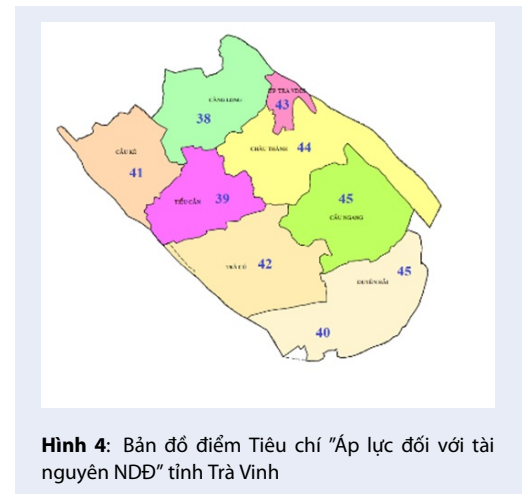 TP TRÀ VINH
CÀNG LONG
43
38
CHÂU THÀNH 44
CẦU KÈ
41
TIỂU CẦN 39
45
CẦU NGANG
TRÀ CÚ 42
45
DUYÊN HẢI
40
Hình 4: Bản đồ điểm Tiêu chí "Áp lực đối với tài
nguyên NDĐ" tỉnh Trà Vinh